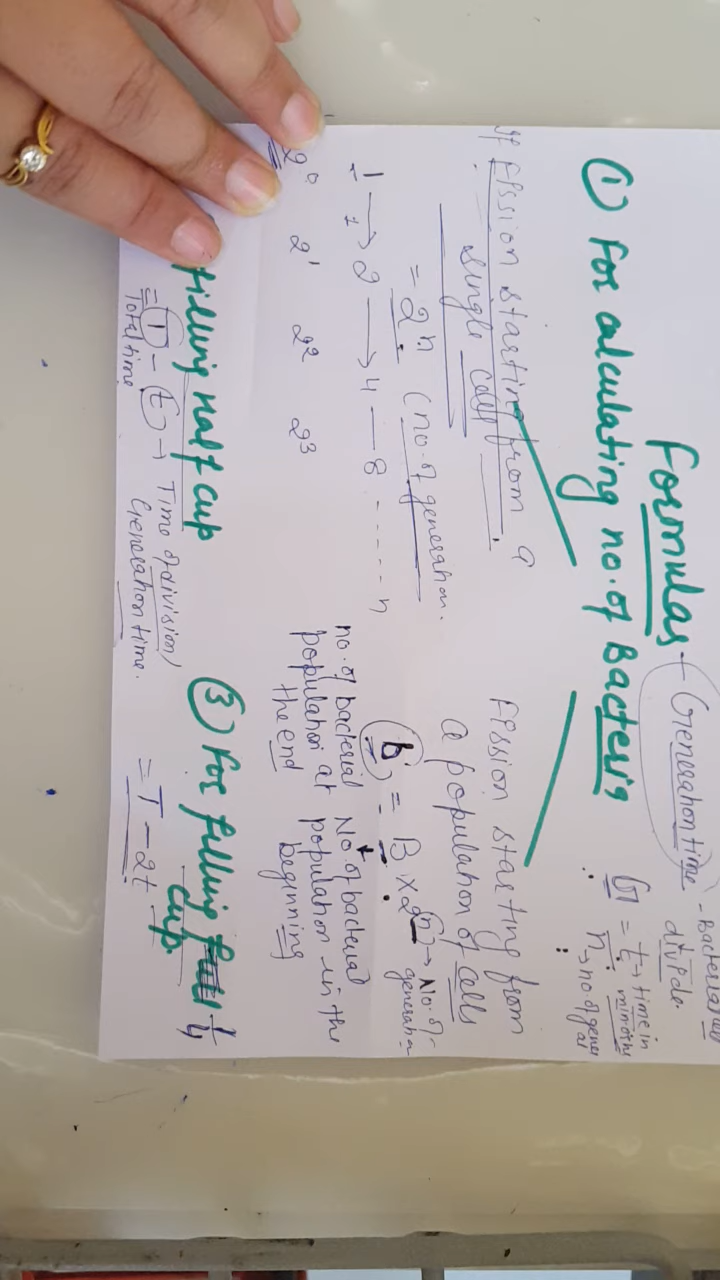 Formulas - Generation time - Bacterial
divide
① For calculating no. of Bacteria
G = t → time in
minutes
n → no. of gener
If Fission starting from a
single cell
= 2ⁿ (no. of generation.
1 → 2 → 4 — 8 - - - - - n
2⁰ 2¹ 2² 2³
Fission starting from
a population of cells
b = B × 2ⁿ → No. of
generation
no. of bacterial
population at
the end
No. of bacterial
population in the
beginning
filling Half cup
= T - t → Time of division/
Total time
Generation time.
③ For filling 1/4
cup.
= T - 2t